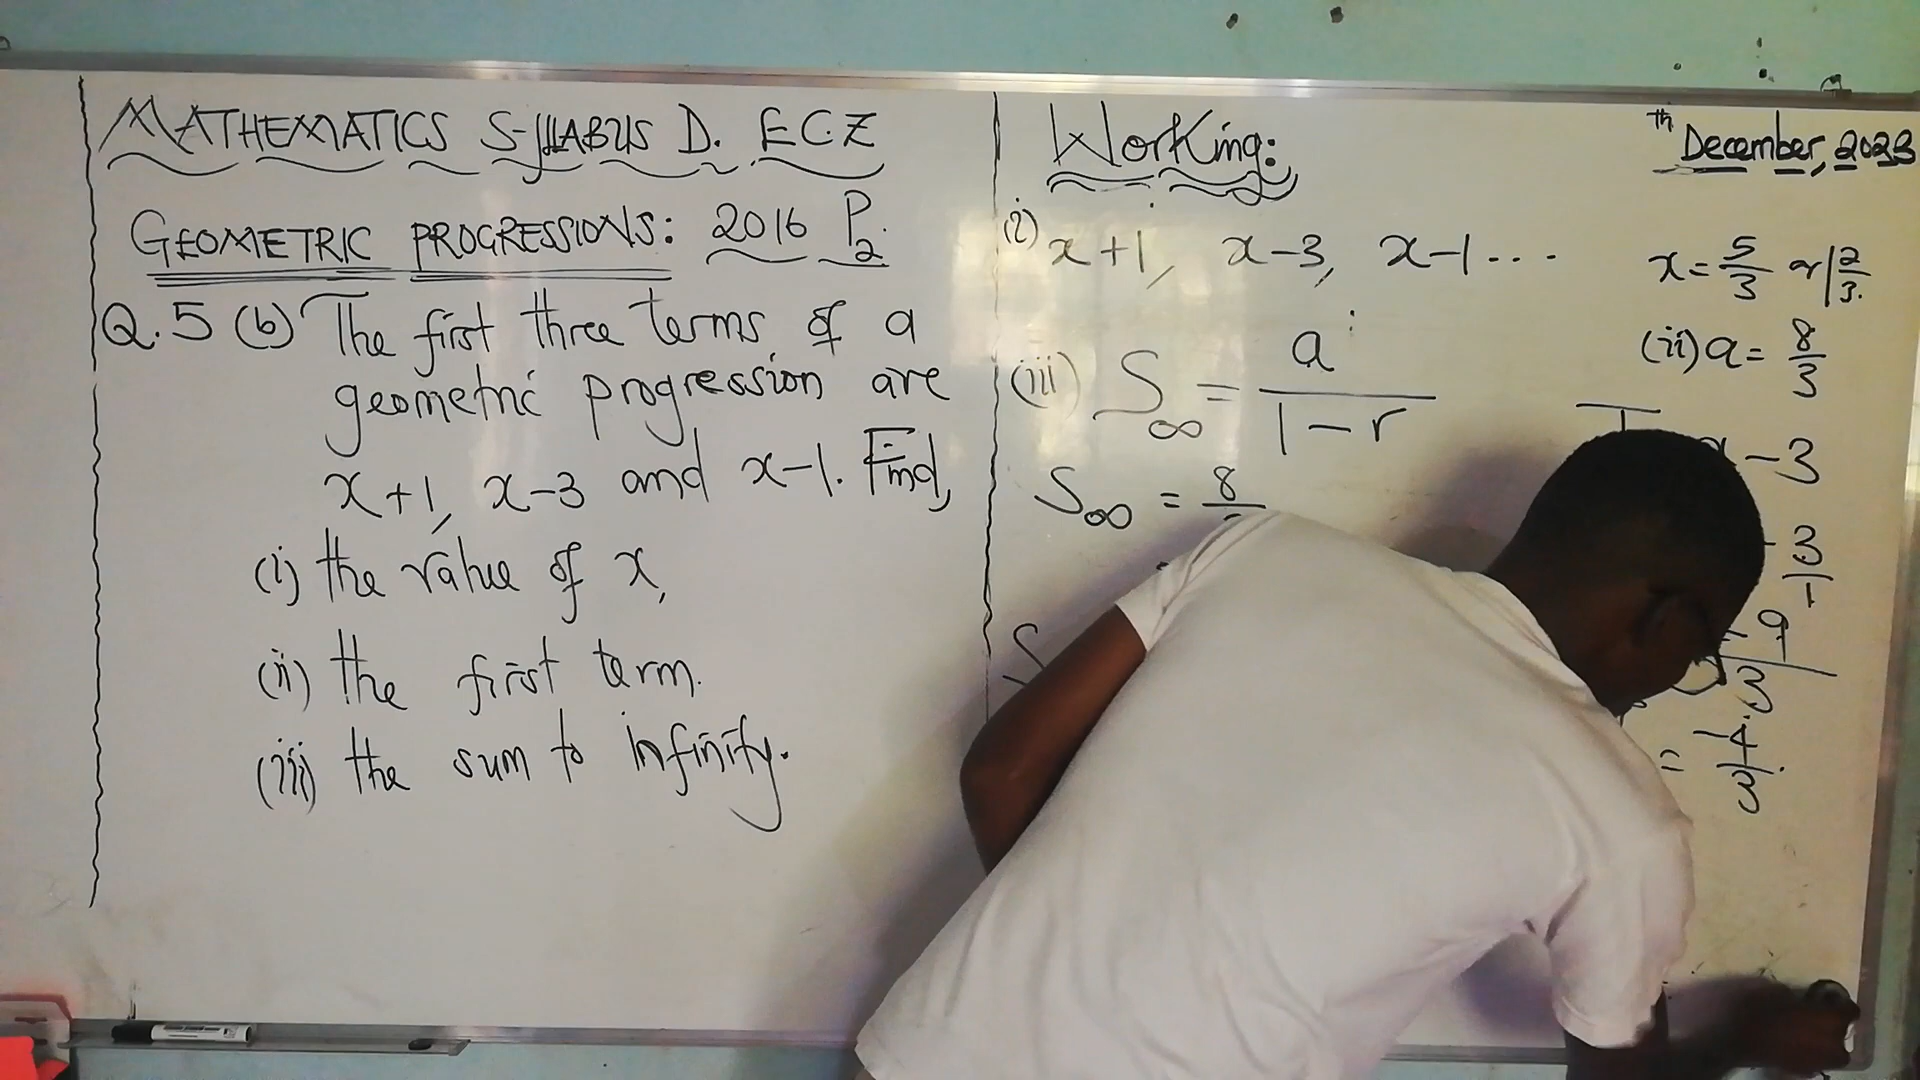 MATHEMATICS SYLLABUS D. ECZ
GEOMETRIC PROGRESSIONS: 2016 P2.
Q.5 (b) The first three terms of a
geometric progression are
x+1, x-3 and x-1. Find,
(i) the value of x,
(ii) the first term.
(iii) the sum to infinity.
Working:
(i) x+1, x-3, x-1...
(iii) S∞ = a/(1-r)
S∞ = 8
S
th December, 2023
x = 5/3 or 1 2/3.
(ii) a = 8/3
-3
-3/1
-9/3
= -4/3.